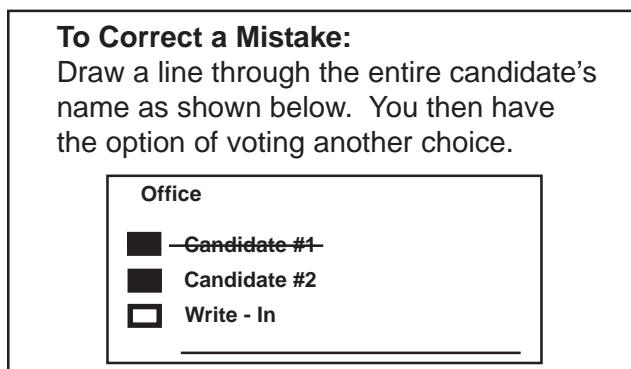 To Correct a Mistake:
Draw a line through the entire candidate's
name as shown below.  You then have
the option of voting another choice.
Office
Candidate #1
Candidate #2
Write - In